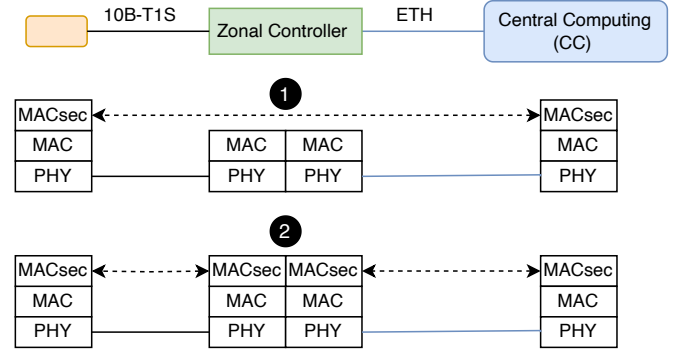 10B-T1S
ETH
Zonal Controller
Central Computing
(CC)
1
MACsec
MACsec
MAC
MAC
MAC
MAC
PHY
PHY
PHY
PHY
2
MACsec
MACsec
MACsec
MACsec
MAC
MAC
MAC
MAC
PHY
PHY
PHY
PHY